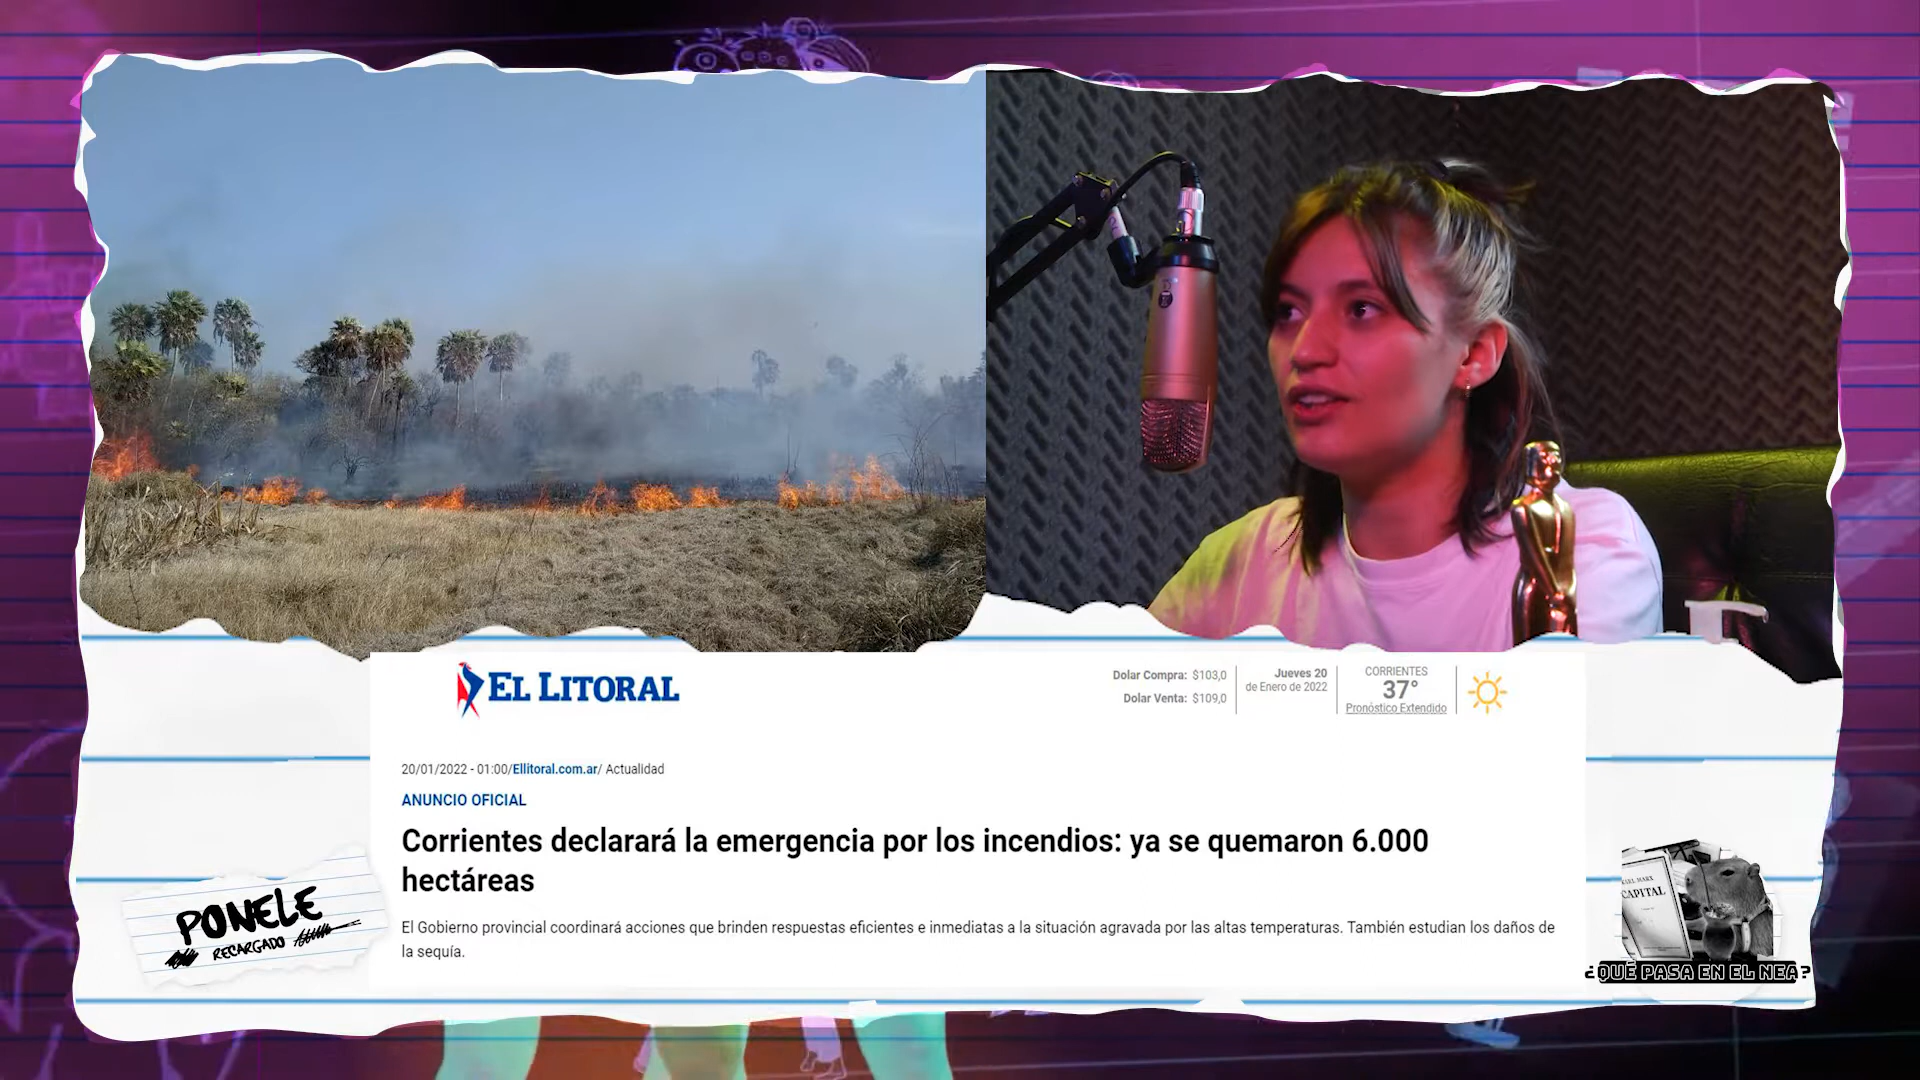 EL LITORAL
Dolar Compra: $103,0
Dolar Venta: $109,0
Jueves 20
de Enero de 2022
CORRIENTES
37°
Pronóstico Extendido
20/01/2022 - 01:00/Ellitoral.com.ar/ Actualidad
ANUNCIO OFICIAL
Corrientes declarará la emergencia por los incendios: ya se quemaron 6.000
hectáreas
El Gobierno provincial coordinará acciones que brinden respuestas eficientes e inmediatas a la situación agravada por las altas temperaturas. También estudian los daños de
la sequía.
PONELE
RECARGADO
KARL MARX
CAPITAL
¿QUÉ PASA EN EL NEA?